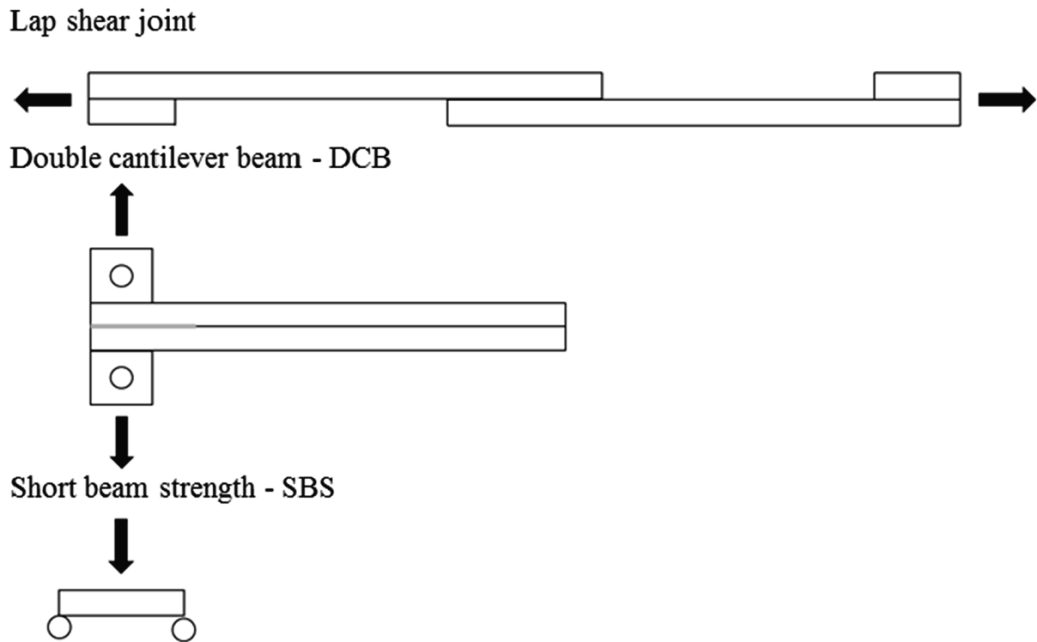 Lap shear joint
Double cantilever beam - DCB
Short beam strength - SBS